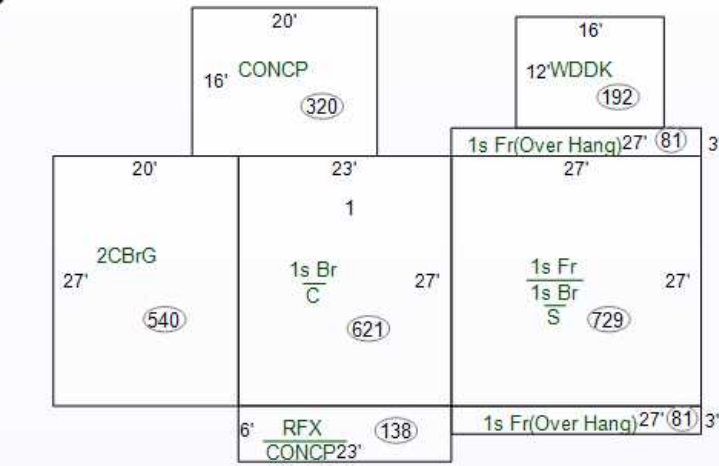 20'
16' CONCP
320
16'
12'WDDK
192
1s Fr(Over Hang)27' 81 3'
20'
2CBrG
27'
540
23'
1
1s Br
C
27'
621
27'
1s Fr
1s Br
S
27'
729
6' RFX
CONCP23'
138
1s Fr(Over Hang)27' 81 3'